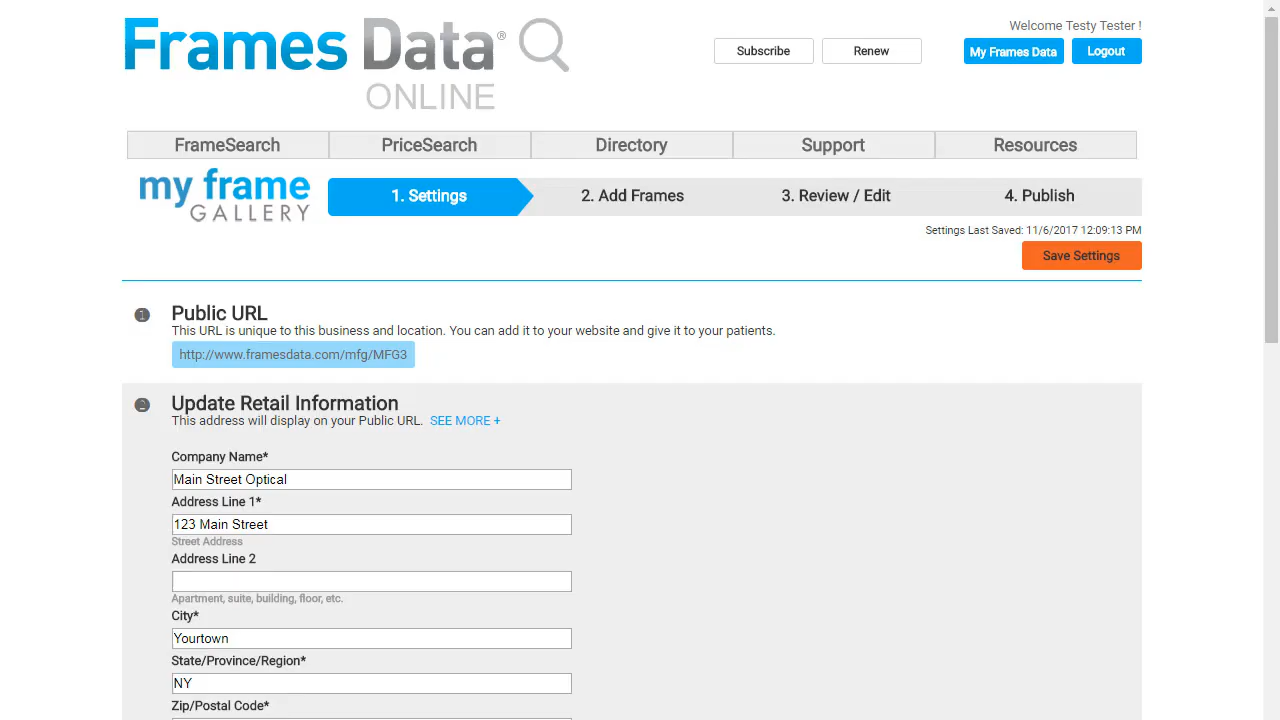 Welcome Testy Tester !
Frames Data® ONLINE
Subscribe Renew My Frames Data Logout
FrameSearch PriceSearch Directory Support Resources
my frame GALLERY
1. Settings 2. Add Frames 3. Review / Edit 4. Publish
Settings Last Saved: 11/6/2017 12:09:13 PM
Save Settings
1 Public URL
This URL is unique to this business and location. You can add it to your website and give it to your patients.
http://www.framesdata.com/mfg/MFG3
2 Update Retail Information
This address will display on your Public URL. SEE MORE +
Company Name*
Main Street Optical
Address Line 1*
123 Main Street
Street Address
Address Line 2
Apartment, suite, building, floor, etc.
City*
Yourtown
State/Province/Region*
NY
Zip/Postal Code*